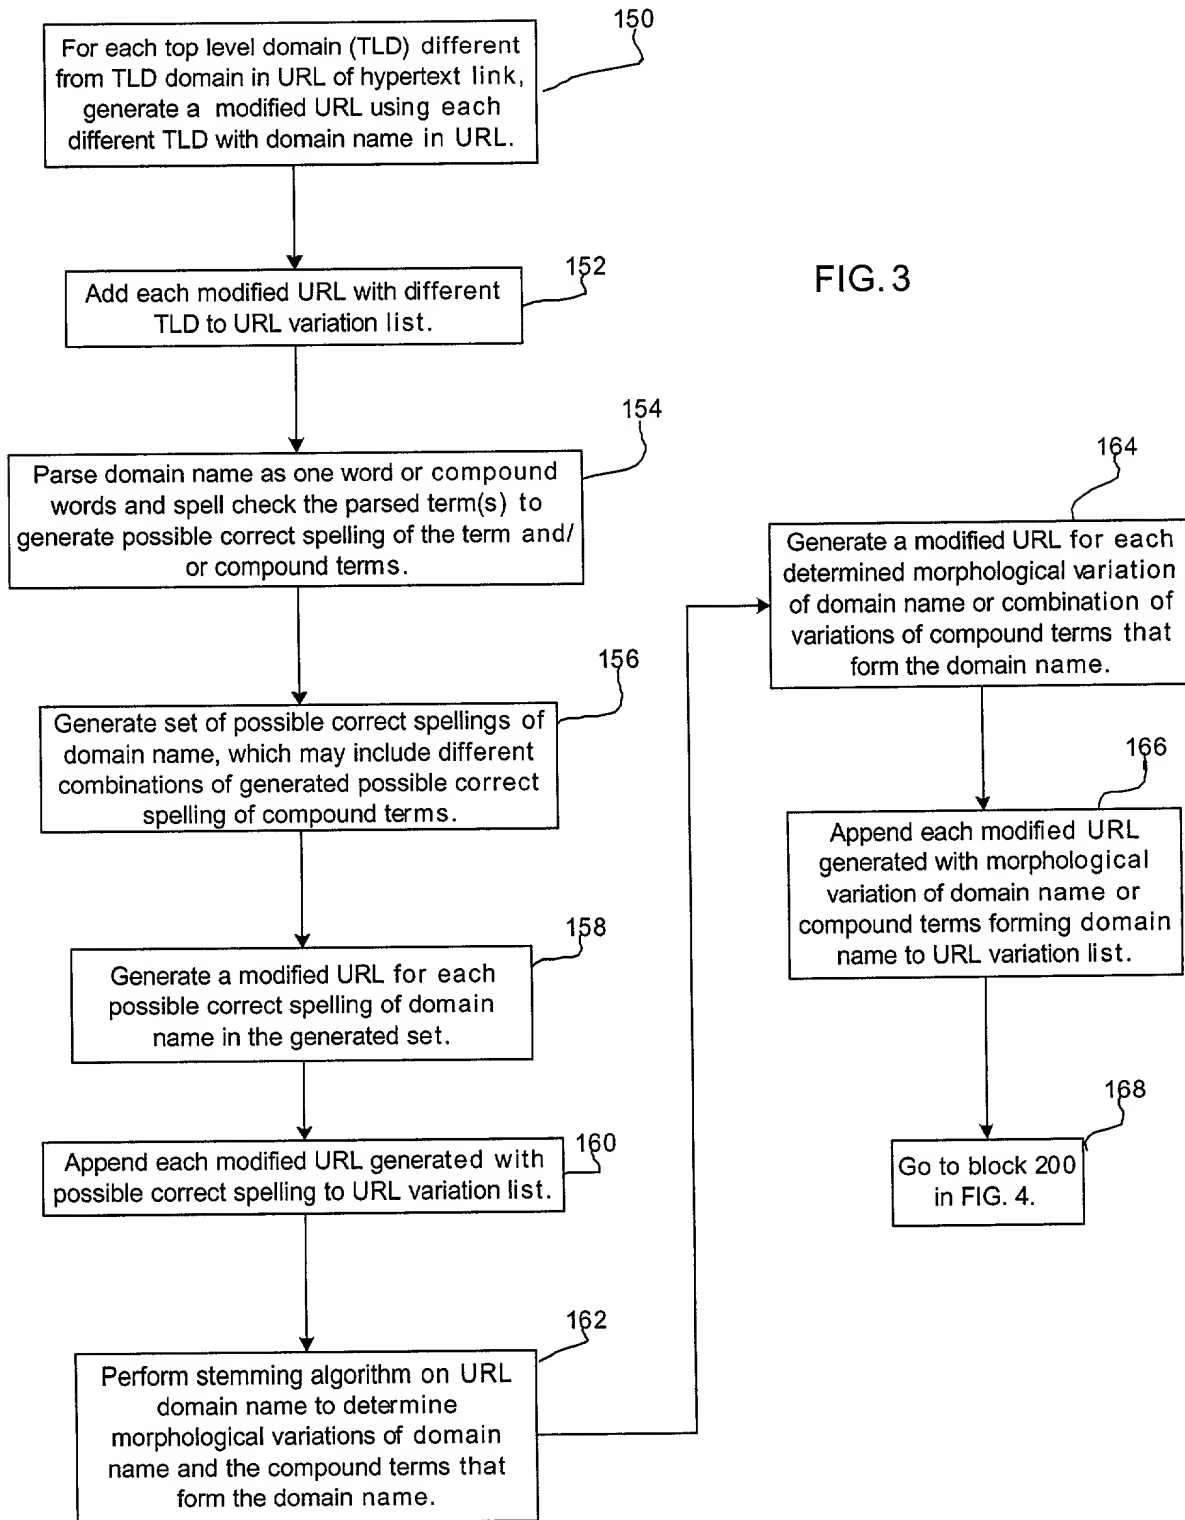 150
For each top level domain (TLD) different
from TLD domain in URL of hypertext link,
generate a modified URL using each
different TLD with domain name in URL.
152
Add each modified URL with different
TLD to URL variation list.
FIG. 3
154
Parse domain name as one word or compound
words and spell check the parsed term(s) to
generate possible correct spelling of the term and/
or compound terms.
156
Generate set of possible correct spellings of
domain name, which may include different
combinations of generated possible correct
spelling of compound terms.
158
Generate a modified URL for each
possible correct spelling of domain
name in the generated set.
160
Append each modified URL generated with
possible correct spelling to URL variation list.
162
Perform stemming algorithm on URL
domain name to determine
morphological variations of domain
name and the compound terms that
form the domain name.
164
Generate a modified URL for each
determined morphological variation
of domain name or combination of
variations of compound terms that
form the domain name.
166
Append each modified URL
generated with morphological
variation of domain name or
compound terms forming domain
name to URL variation list.
168
Go to block 200
in FIG. 4.